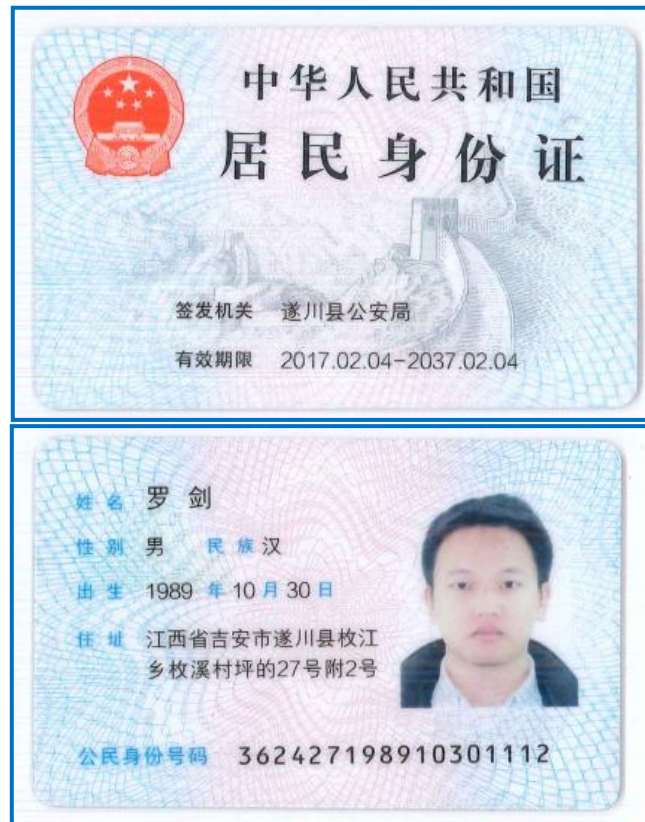 中华人民共和国
居民身份证
签发机关 遂川县公安局
有效期限 2017.02.04-2037.02.04
姓名 罗剑
性别 男 民族 汉
出生 1989 年 10 月 30 日
住址 江西省吉安市遂川县枚江
乡枚溪村坪的27号附2号
公民身份号码 362427198910301112